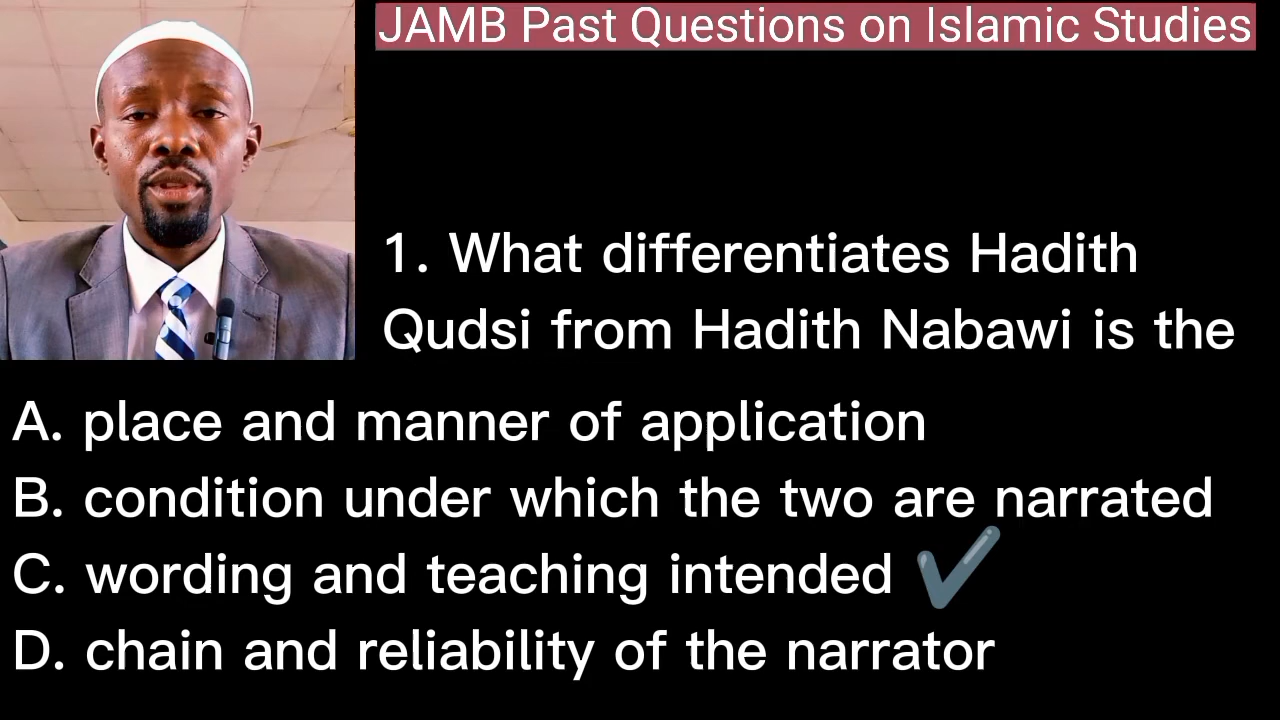 JAMB Past Questions on Islamic Studies
1. What differentiates Hadith
Qudsi from Hadith Nabawi is the
A. place and manner of application
B. condition under which the two are narrated
C. wording and teaching intended ✔
D. chain and reliability of the narrator